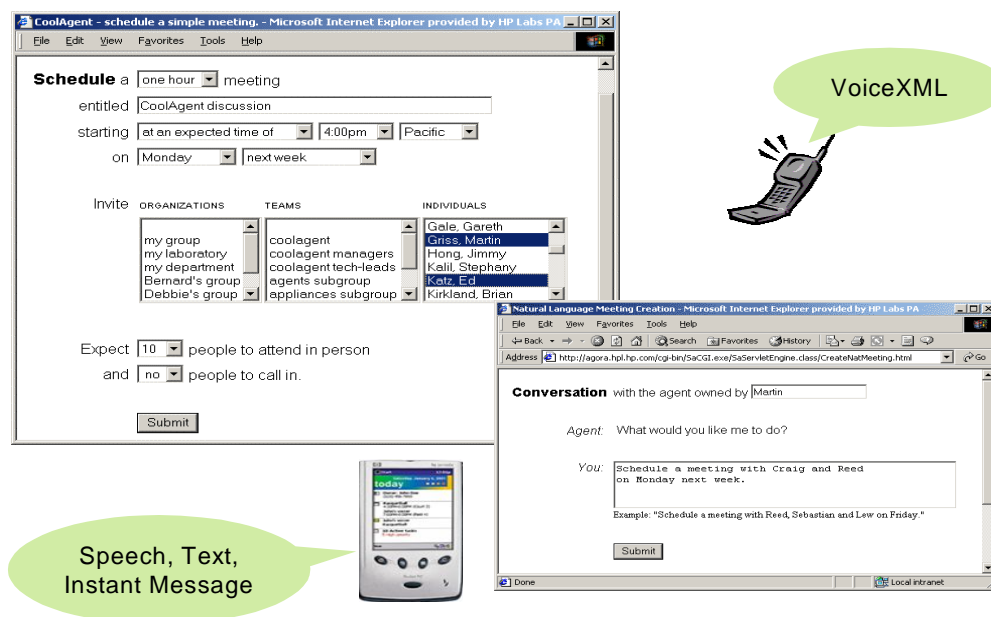 CoolAgent - schedule a simple meeting. - Microsoft Internet Explorer provided by HP Labs PA
File Edit View Favorites Tools Help
Schedule a one hour meeting
entitled CoolAgent discussion
starting at an expected time of 4:00pm Pacific
on Monday next week
Invite ORGANIZATIONS TEAMS INDIVIDUALS
Gale, Gareth
my group coolagent Griss, Martin
my laboratory coolagent managers Hong, Jimmy
my department coolagent tech-leads Kalil, Stephany
Bernard's group agents subgroup Katz, Ed
Debbie's group appliances subgroup Kirkland, Brian
Expect 10 people to attend in person
and no people to call in.
Submit
VoiceXML
Natural Language Meeting Creation - Microsoft Internet Explorer provided by HP Labs PA
File Edit View Favorites Tools Help
Back Search Favorites History
Address http://agora.hpl.hp.com/cgi-bin/SaCGI.exe/SaServletEngine.class/CreateNatMeeting.html Go
Conversation with the agent owned by Martin
Agent: What would you like me to do?
You: Schedule a meeting with Craig and Reed
on Monday next week.
Example: "Schedule a meeting with Reed, Sebastian and Lew on Friday."
Submit
Done Local intranet
today
Speech, Text,
Instant Message